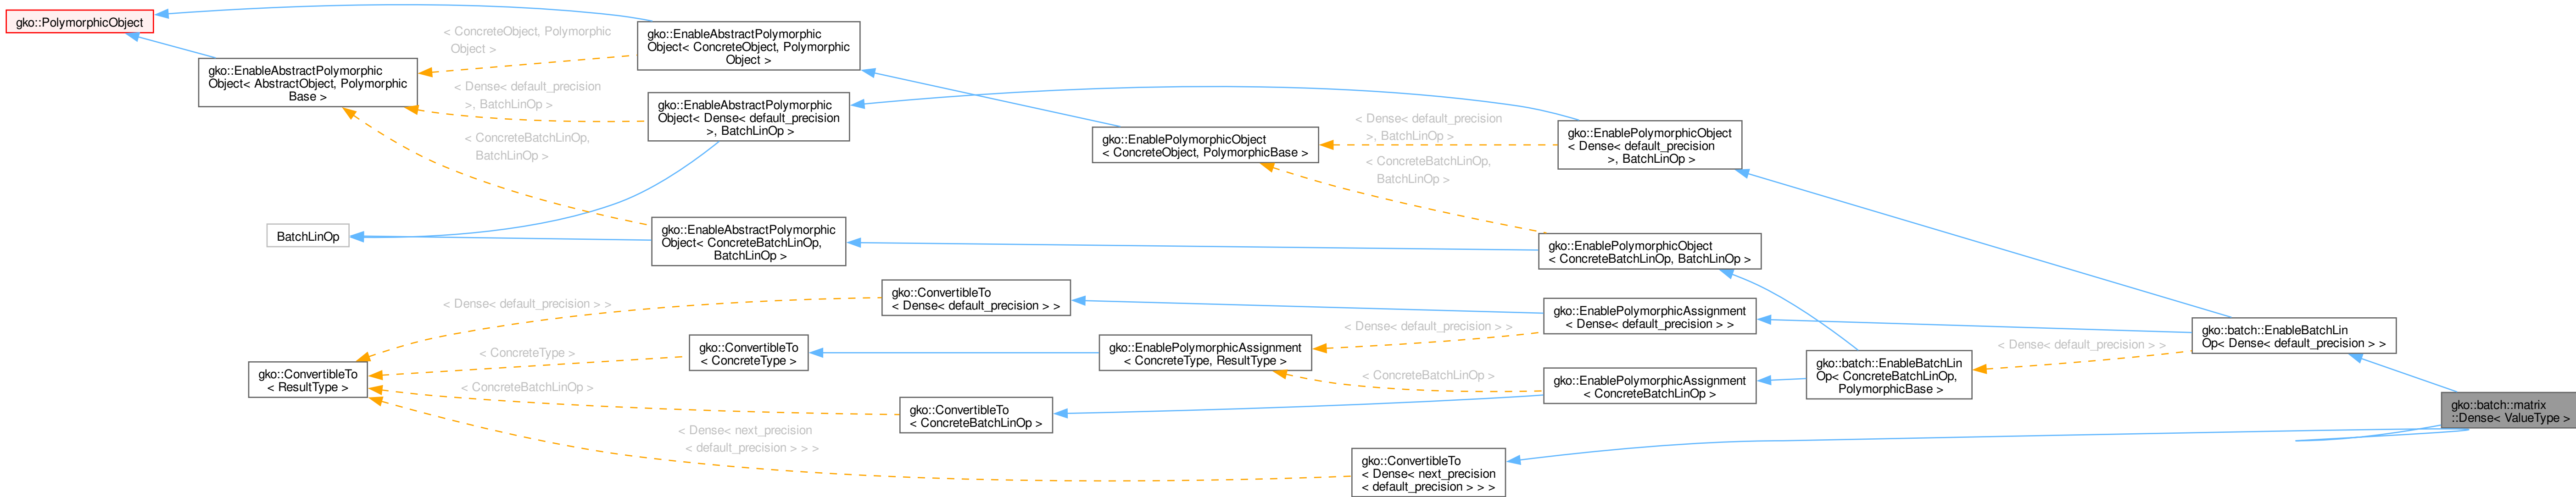 gko::PolymorphicObject
gko::EnableAbstractPolymorphic
Object< AbstractObject, Polymorphic
Base >
BatchLinOp
gko::ConvertibleTo
< ResultType >
< ConcreteObject, Polymorphic
Object >
< Dense< default_precision
>, BatchLinOp >
< ConcreteBatchLinOp,
BatchLinOp >
< Dense< default_precision > >
< ConcreteType >
< ConcreteBatchLinOp >
< Dense< next_precision
< default_precision > > >
gko::EnableAbstractPolymorphic
Object< ConcreteObject, Polymorphic
Object >
gko::EnableAbstractPolymorphic
Object< Dense< default_precision
>, BatchLinOp >
gko::EnableAbstractPolymorphic
Object< ConcreteBatchLinOp,
BatchLinOp >
gko::ConvertibleTo
< Dense< default_precision > >
gko::ConvertibleTo
< ConcreteType >
gko::ConvertibleTo
< ConcreteBatchLinOp >
gko::EnablePolymorphicObject
< ConcreteObject, PolymorphicBase >
gko::EnablePolymorphicAssignment
< ConcreteType, ResultType >
< Dense< default_precision
>, BatchLinOp >
< ConcreteBatchLinOp,
BatchLinOp >
< Dense< default_precision > >
< ConcreteBatchLinOp >
gko::ConvertibleTo
< Dense< next_precision
< default_precision > > >
gko::EnablePolymorphicObject
< Dense< default_precision
>, BatchLinOp >
gko::EnablePolymorphicObject
< ConcreteBatchLinOp, BatchLinOp >
gko::EnablePolymorphicAssignment
< Dense< default_precision > >
gko::EnablePolymorphicAssignment
< ConcreteBatchLinOp >
gko::batch::EnableBatchLin
Op< ConcreteBatchLinOp,
PolymorphicBase >
< Dense< default_precision > >
gko::batch::EnableBatchLin
Op< Dense< default_precision > >
gko::batch::matrix
::Dense< ValueType >